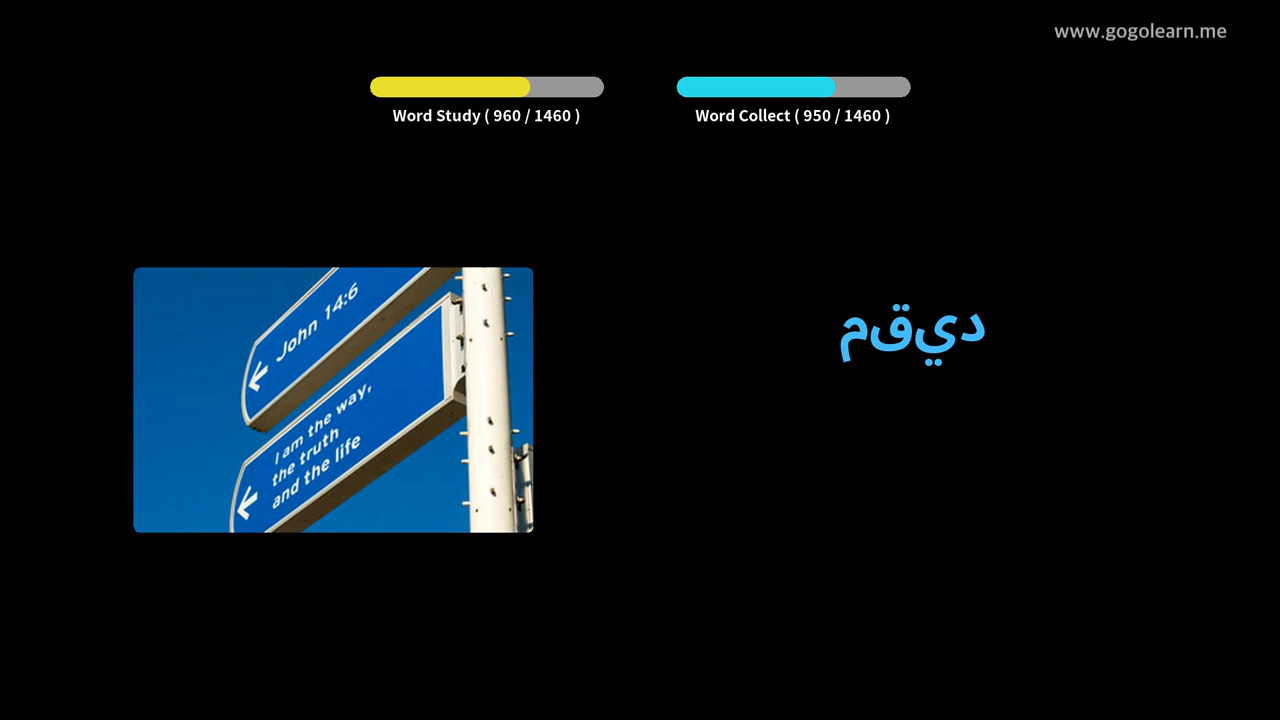 www.gogolearn.me
Word Study ( 960 / 1460 )
Word Collect ( 950 / 1460 )
John 14:6
I am the way,
the truth
and the life
ديقم